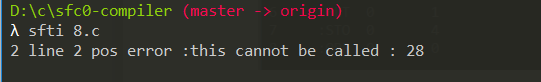 D:\c\sfc0-compiler (master -> origin)
λ sfti 8.c
2 line 2 pos error :this cannot be called : 28